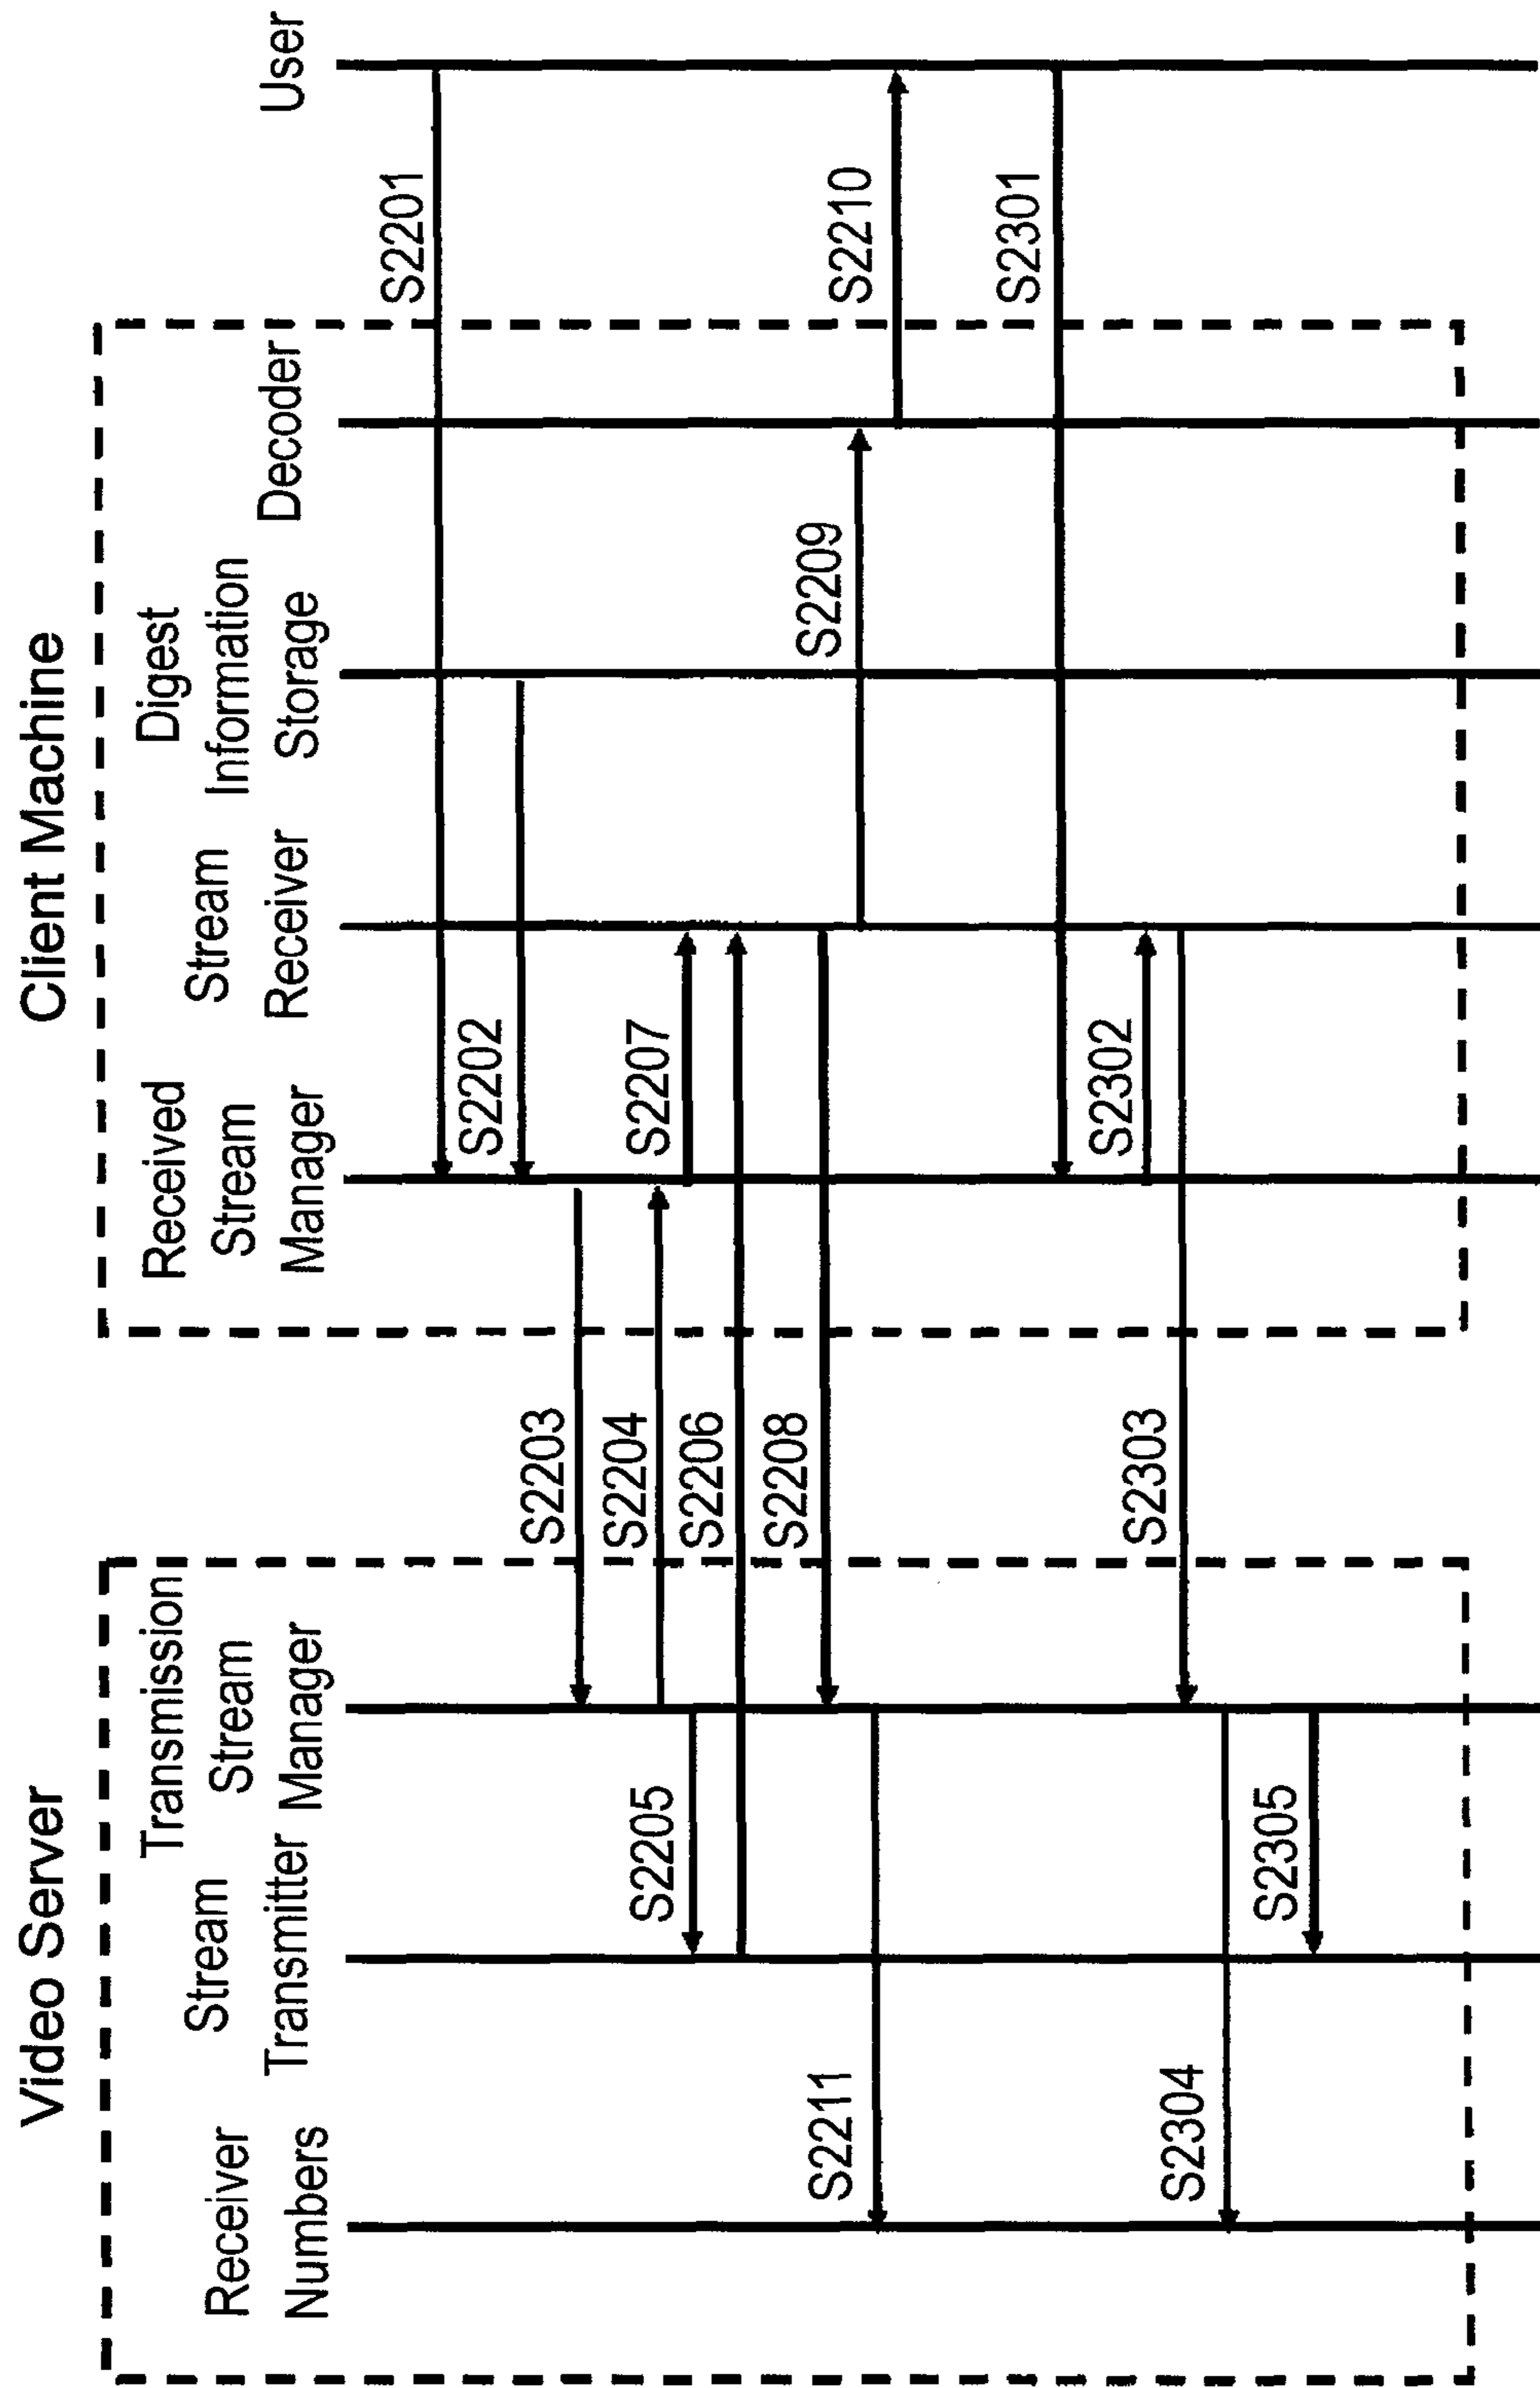 Video Server
Client Machine
Receiver
Numbers
Stream
Transmitter
Transmission
Stream
Manager
Received
Stream
Manager
Stream
Receiver
Digest
Information
Storage
Decoder
User
S2201
S2202
S2203
S2204
S2207
S2205
S2206
S2208
S2209
S2211
S2210
S2301
S2302
S2303
S2304
S2305